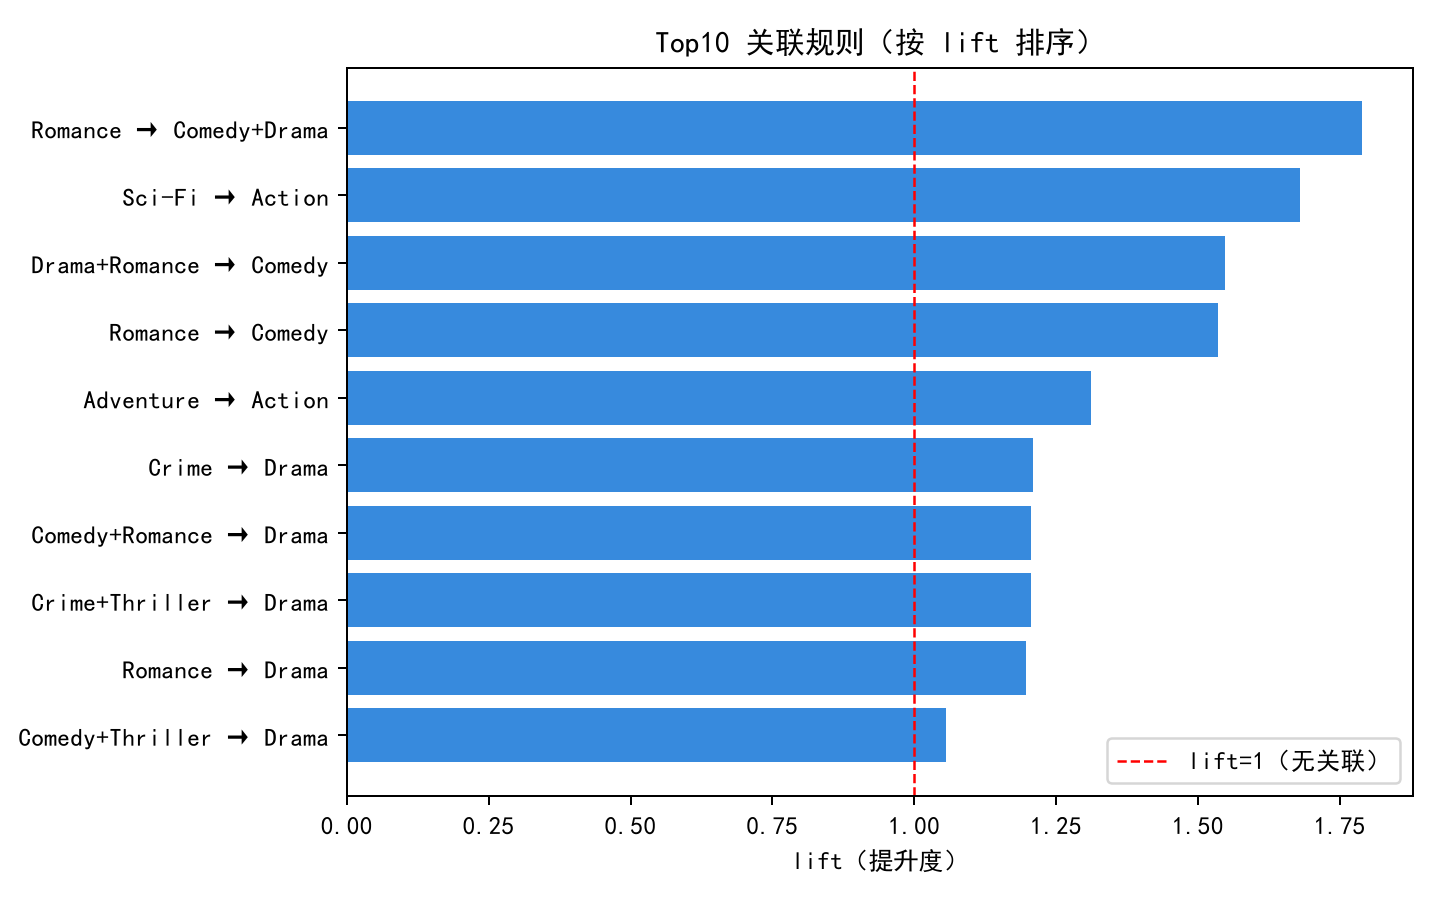 Top10 关联规则（按 lift 排序）
Romance → Comedy+Drama
Sci-Fi → Action
Drama+Romance → Comedy
Romance → Comedy
Adventure → Action
Crime → Drama
Comedy+Romance → Drama
Crime+Thriller → Drama
Romance → Drama
Comedy+Thriller → Drama
lift=1（无关联）
0.00 0.25 0.50 0.75 1.00 1.25 1.50 1.75
lift（提升度）